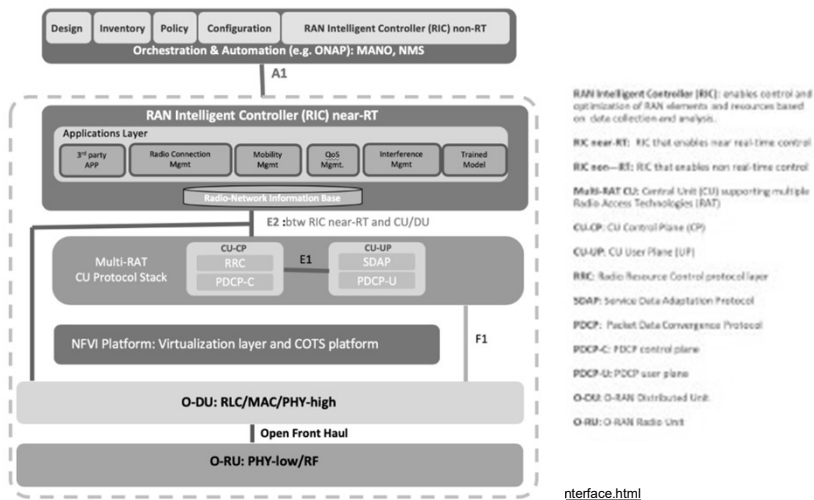 Design Inventory Policy Configuration RAN Intelligent Controller (RIC) non-RT
Orchestration & Automation (e.g. ONAP): MANO, NMS
A1
RAN Intelligent Controller (RIC) near-RT
Applications Layer
3rd party APP
Radio Connection Mgmt
Mobility Mgmt
QoS Mgmt.
Interference Mgmt
Trained Model
Radio-Network Information Base
E2 :btw RIC near-RT and CU/DU
Multi-RAT
CU Protocol Stack
CU-CP
RRC
PDCP-C
E1
CU-UP
SDAP
PDCP-U
NFVI Platform: Virtualization layer and COTS platform
F1
O-DU: RLC/MAC/PHY-high
Open Front Haul
O-RU: PHY-low/RF
RAN Intelligent Controller (RIC): enables control and
optimization of RAN elements and resources based
on data collection and analysis.
RIC near-RT: RIC that enables near real-time control
RIC non—RT: RIC that enables non real-time control
Multi-RAT CU: Central Unit (CU) supporting multiple
Radio Access Technologies (RAT)
CU-CP: CU Control Plane (CP)
CU-UP: CU User Plane (UP)
RRC: Radio Resource Control protocol layer
SDAP: Service Data Adaptation Protocol
PDCP: Packet Data Convergence Protocol
PDCP-C: PDCP control plane
PDCP-U: PDCP user plane
O-DU: O-RAN Distributed Unit
O-RU: O-RAN Radio Unit
nterface.html